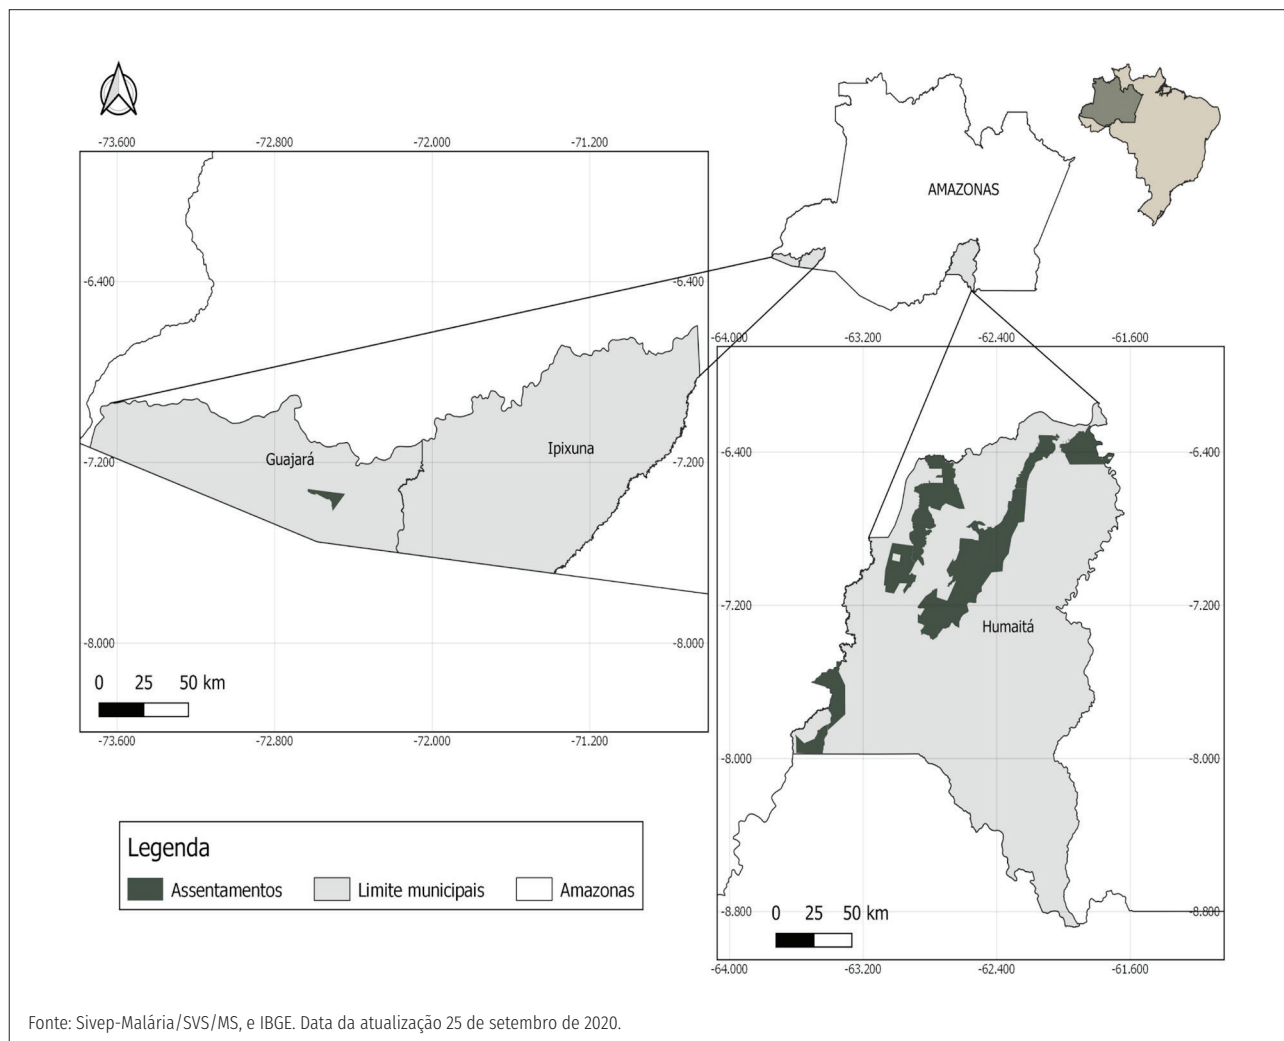 -73.600 -72.800 -72.000 -71.200
AMAZONAS
-6.400 -6.400
-64.000 -63.200 -62.400 -61.600
Guajará
Ipixuna
-7.200 -7.200
-6.400 -6.400
-7.200 -7.200
Humaitá
-8.000 -8.000
0 25 50 km
-73.600 -72.800 -72.000 -71.200
-8.000 -8.000
Legenda
Assentamentos
Limite municipais
Amazonas
-8.800 -8.800
0 25 50 km
-64.000 -63.200 -62.400 -61.600
Fonte: Sivep-Malária/SVS/MS, e IBGE. Data da atualização 25 de setembro de 2020.